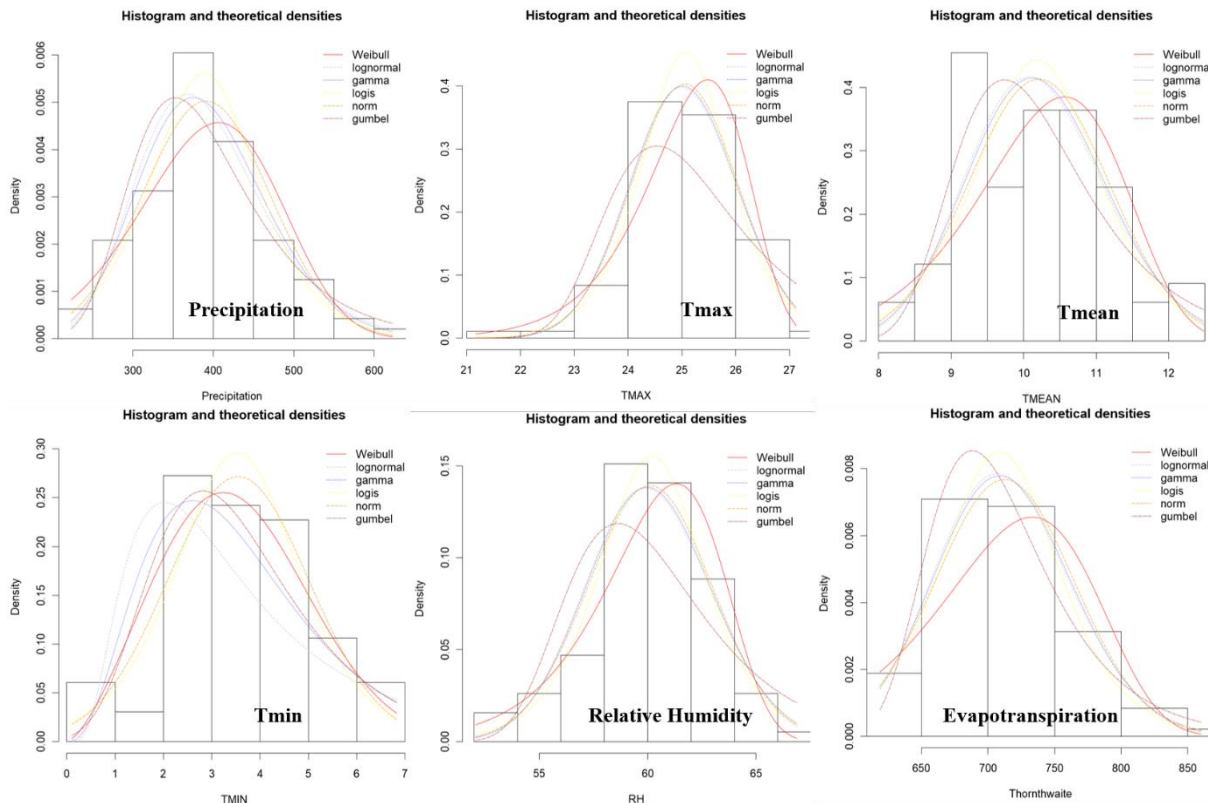 Histogram and theoretical densities
Density
0.000 0.001 0.002 0.003 0.004 0.005 0.006
Weibull
lognormal
gamma
logis
norm
gumbel
Precipitation
300 400 500 600
Precipitation
Histogram and theoretical densities
Density
0.0 0.1 0.2 0.3 0.4
Weibull
lognormal
gamma
logis
norm
gumbel
Tmax
21 22 23 24 25 26 27
TMAX
Histogram and theoretical densities
Density
0.0 0.1 0.2 0.3 0.4
Weibull
lognormal
gamma
logis
norm
gumbel
Tmean
8 9 10 11 12
TMEAN
Histogram and theoretical densities
Density
0.00 0.05 0.10 0.15 0.20 0.25 0.30
Weibull
lognormal
gamma
logis
norm
gumbel
Tmin
0 1 2 3 4 5 6 7
TMIN
Histogram and theoretical densities
Density
0.00 0.05 0.10 0.15
Weibull
lognormal
gamma
logis
norm
gumbel
Relative Humidity
55 60 65
RH
Histogram and theoretical densities
Density
0.000 0.002 0.004 0.006 0.008
Weibull
lognormal
gamma
logis
norm
gumbel
Evapotranspiration
650 700 750 800 850
Thornthwaite